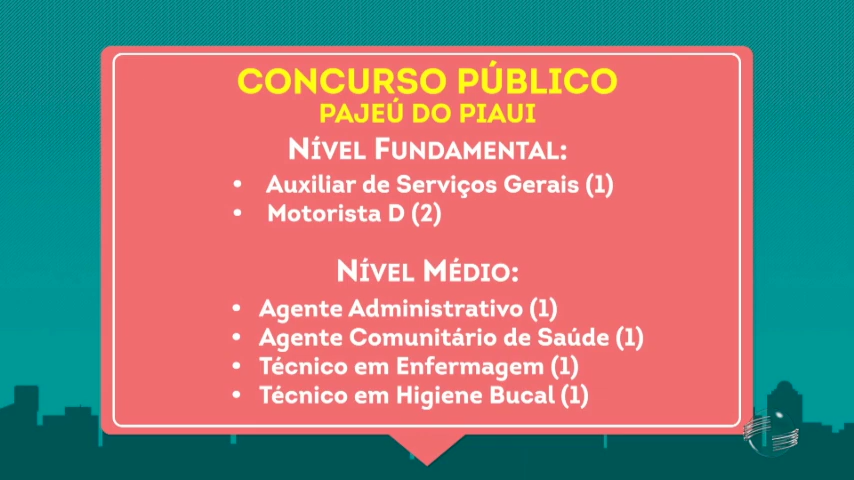 CONCURSO PÚBLICO
PAJEÚ DO PIAUI
NÍVEL FUNDAMENTAL:
• Auxiliar de Serviços Gerais (1)
• Motorista D (2)
NÍVEL MÉDIO:
• Agente Administrativo (1)
• Agente Comunitário de Saúde (1)
• Técnico em Enfermagem (1)
• Técnico em Higiene Bucal (1)